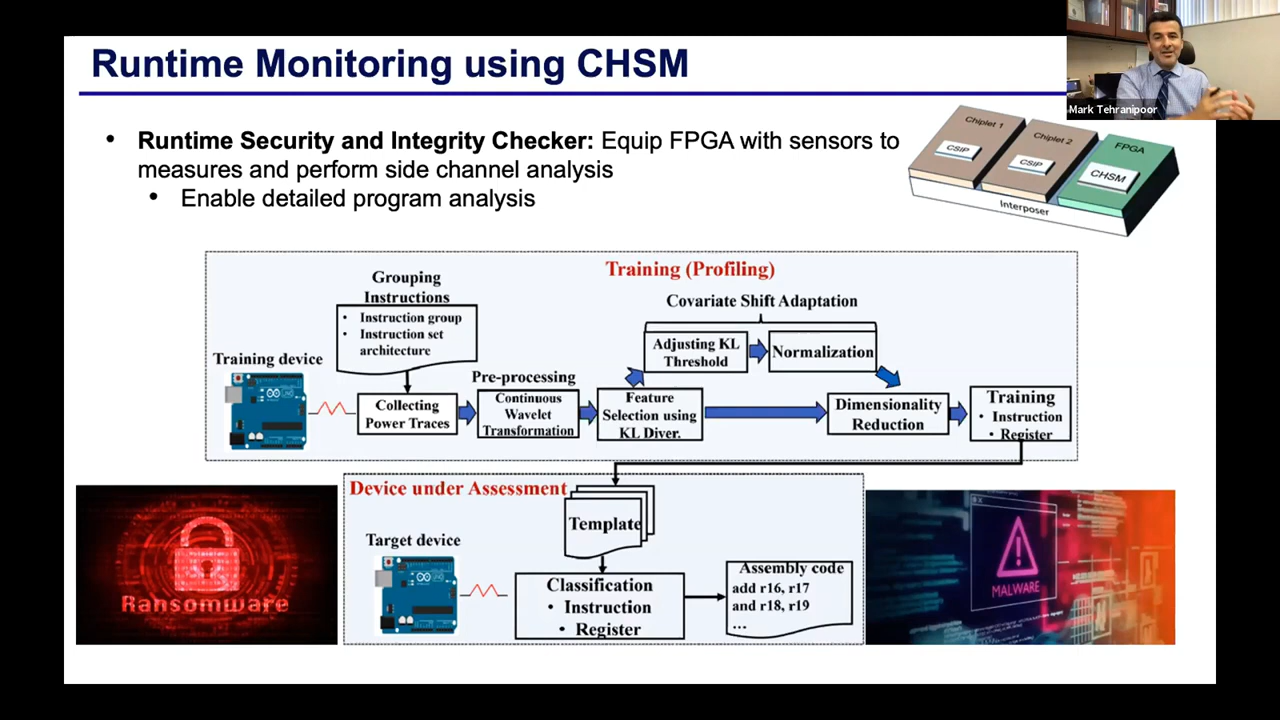 Runtime Monitoring using CHSM
Mark Tehranipoor
• Runtime Security and Integrity Checker: Equip FPGA with sensors to
measures and perform side channel analysis
• Enable detailed program analysis
Chiplet 1
CSIP
Chiplet 2
CSIP
FPGA
CHSM
Interposer
Training (Profiling)
Grouping
Instructions
• Instruction group
• Instruction set
architecture
Training device
Collecting
Power Traces
Pre-processing
Continuous
Wavelet
Transformation
Feature
Selection using
KL Diver.
Covariate Shift Adaptation
Adjusting KL
Threshold
Normalization
Dimensionality
Reduction
Training
• Instruction
• Register
Device under Assessment
Target device
Template
Classification
• Instruction
• Register
Assembly code
add r16, r17
and r18, r19
...
Ransomware
MALWARE